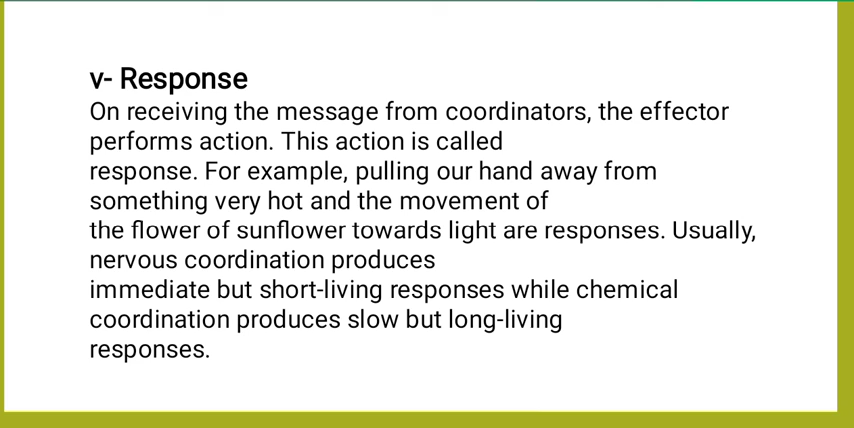 v- Response
On receiving the message from coordinators, the effector
performs action. This action is called
response. For example, pulling our hand away from
something very hot and the movement of
the flower of sunflower towards light are responses. Usually,
nervous coordination produces
immediate but short-living responses while chemical
coordination produces slow but long-living
responses.